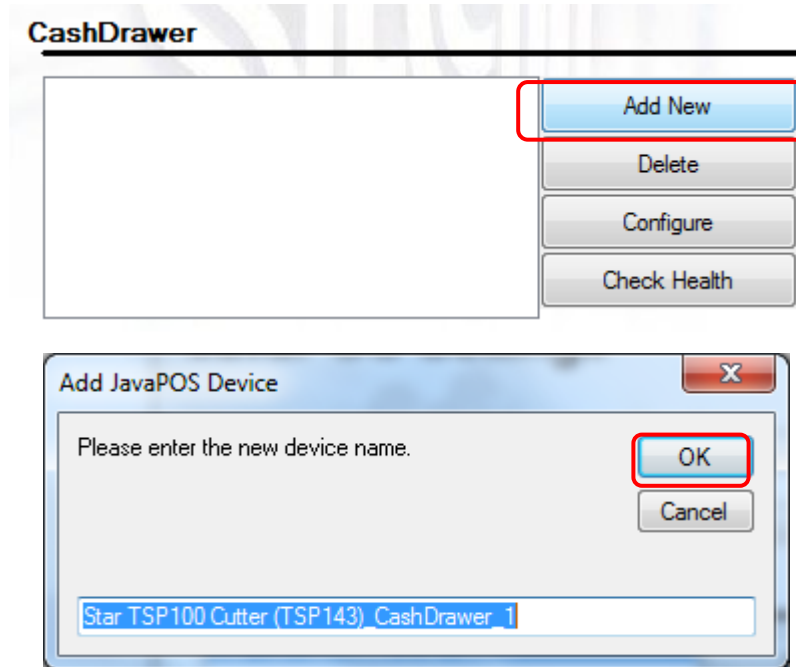 CashDrawer
Add New
Delete
Configure
Check Health
Add JavaPOS Device
Please enter the new device name.
OK
Cancel
Star TSP100 Cutter (TSP143)_CashDrawer_1